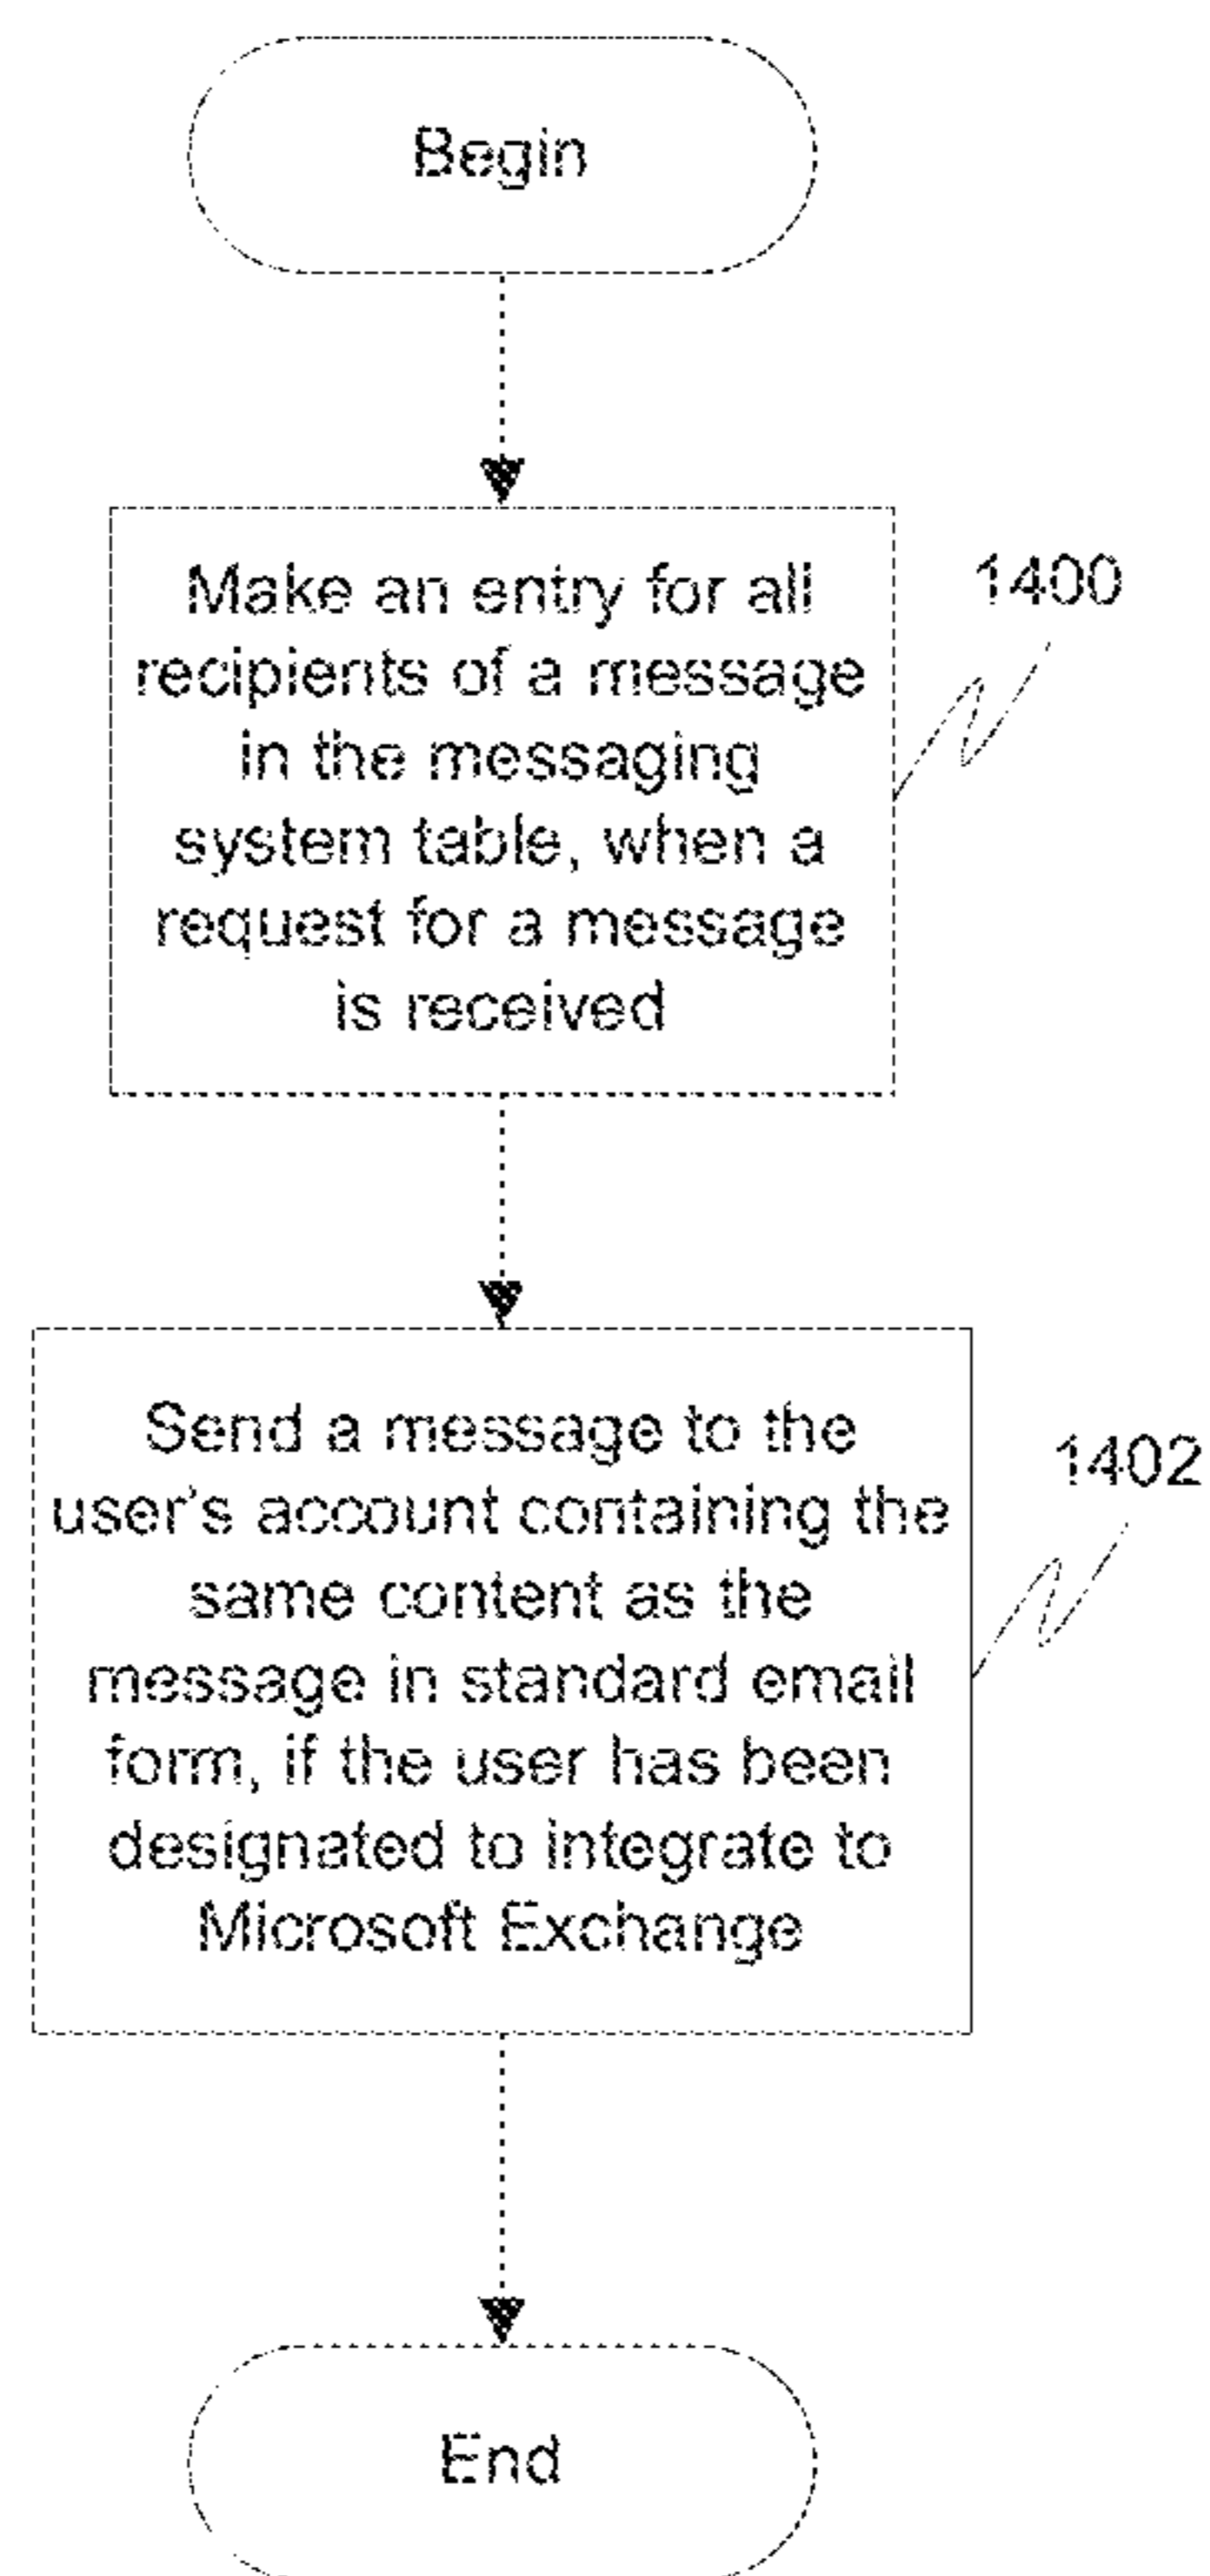 Begin
Make an entry for all
recipients of a message
in the messaging
system table, when a
request for a message
is received
1400
Send a message to the
user's account containing the
same content as the
message in standard email
form, if the user has been
designated to integrate to
Microsoft Exchange
1402
End